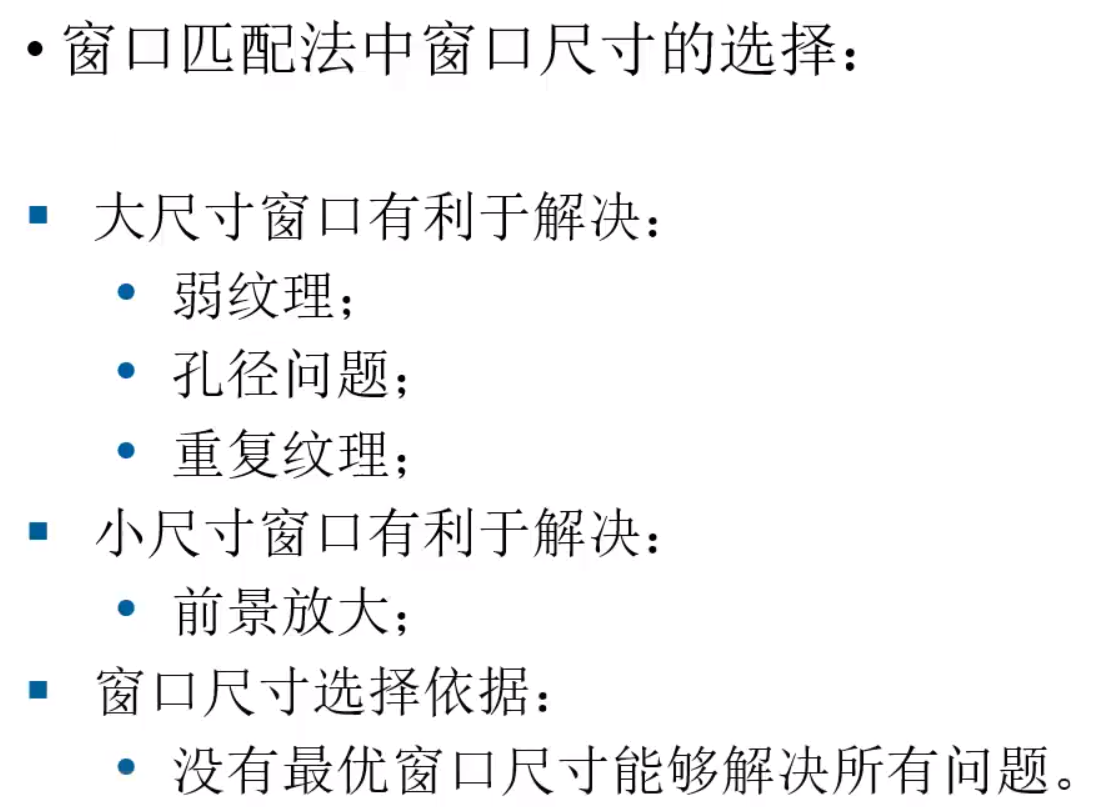 • 窗口匹配法中窗口尺寸的选择：
▪ 大尺寸窗口有利于解决：
• 弱纹理；
• 孔径问题；
• 重复纹理；
▪ 小尺寸窗口有利于解决：
• 前景放大；
▪ 窗口尺寸选择依据：
• 没有最优窗口尺寸能够解决所有问题。